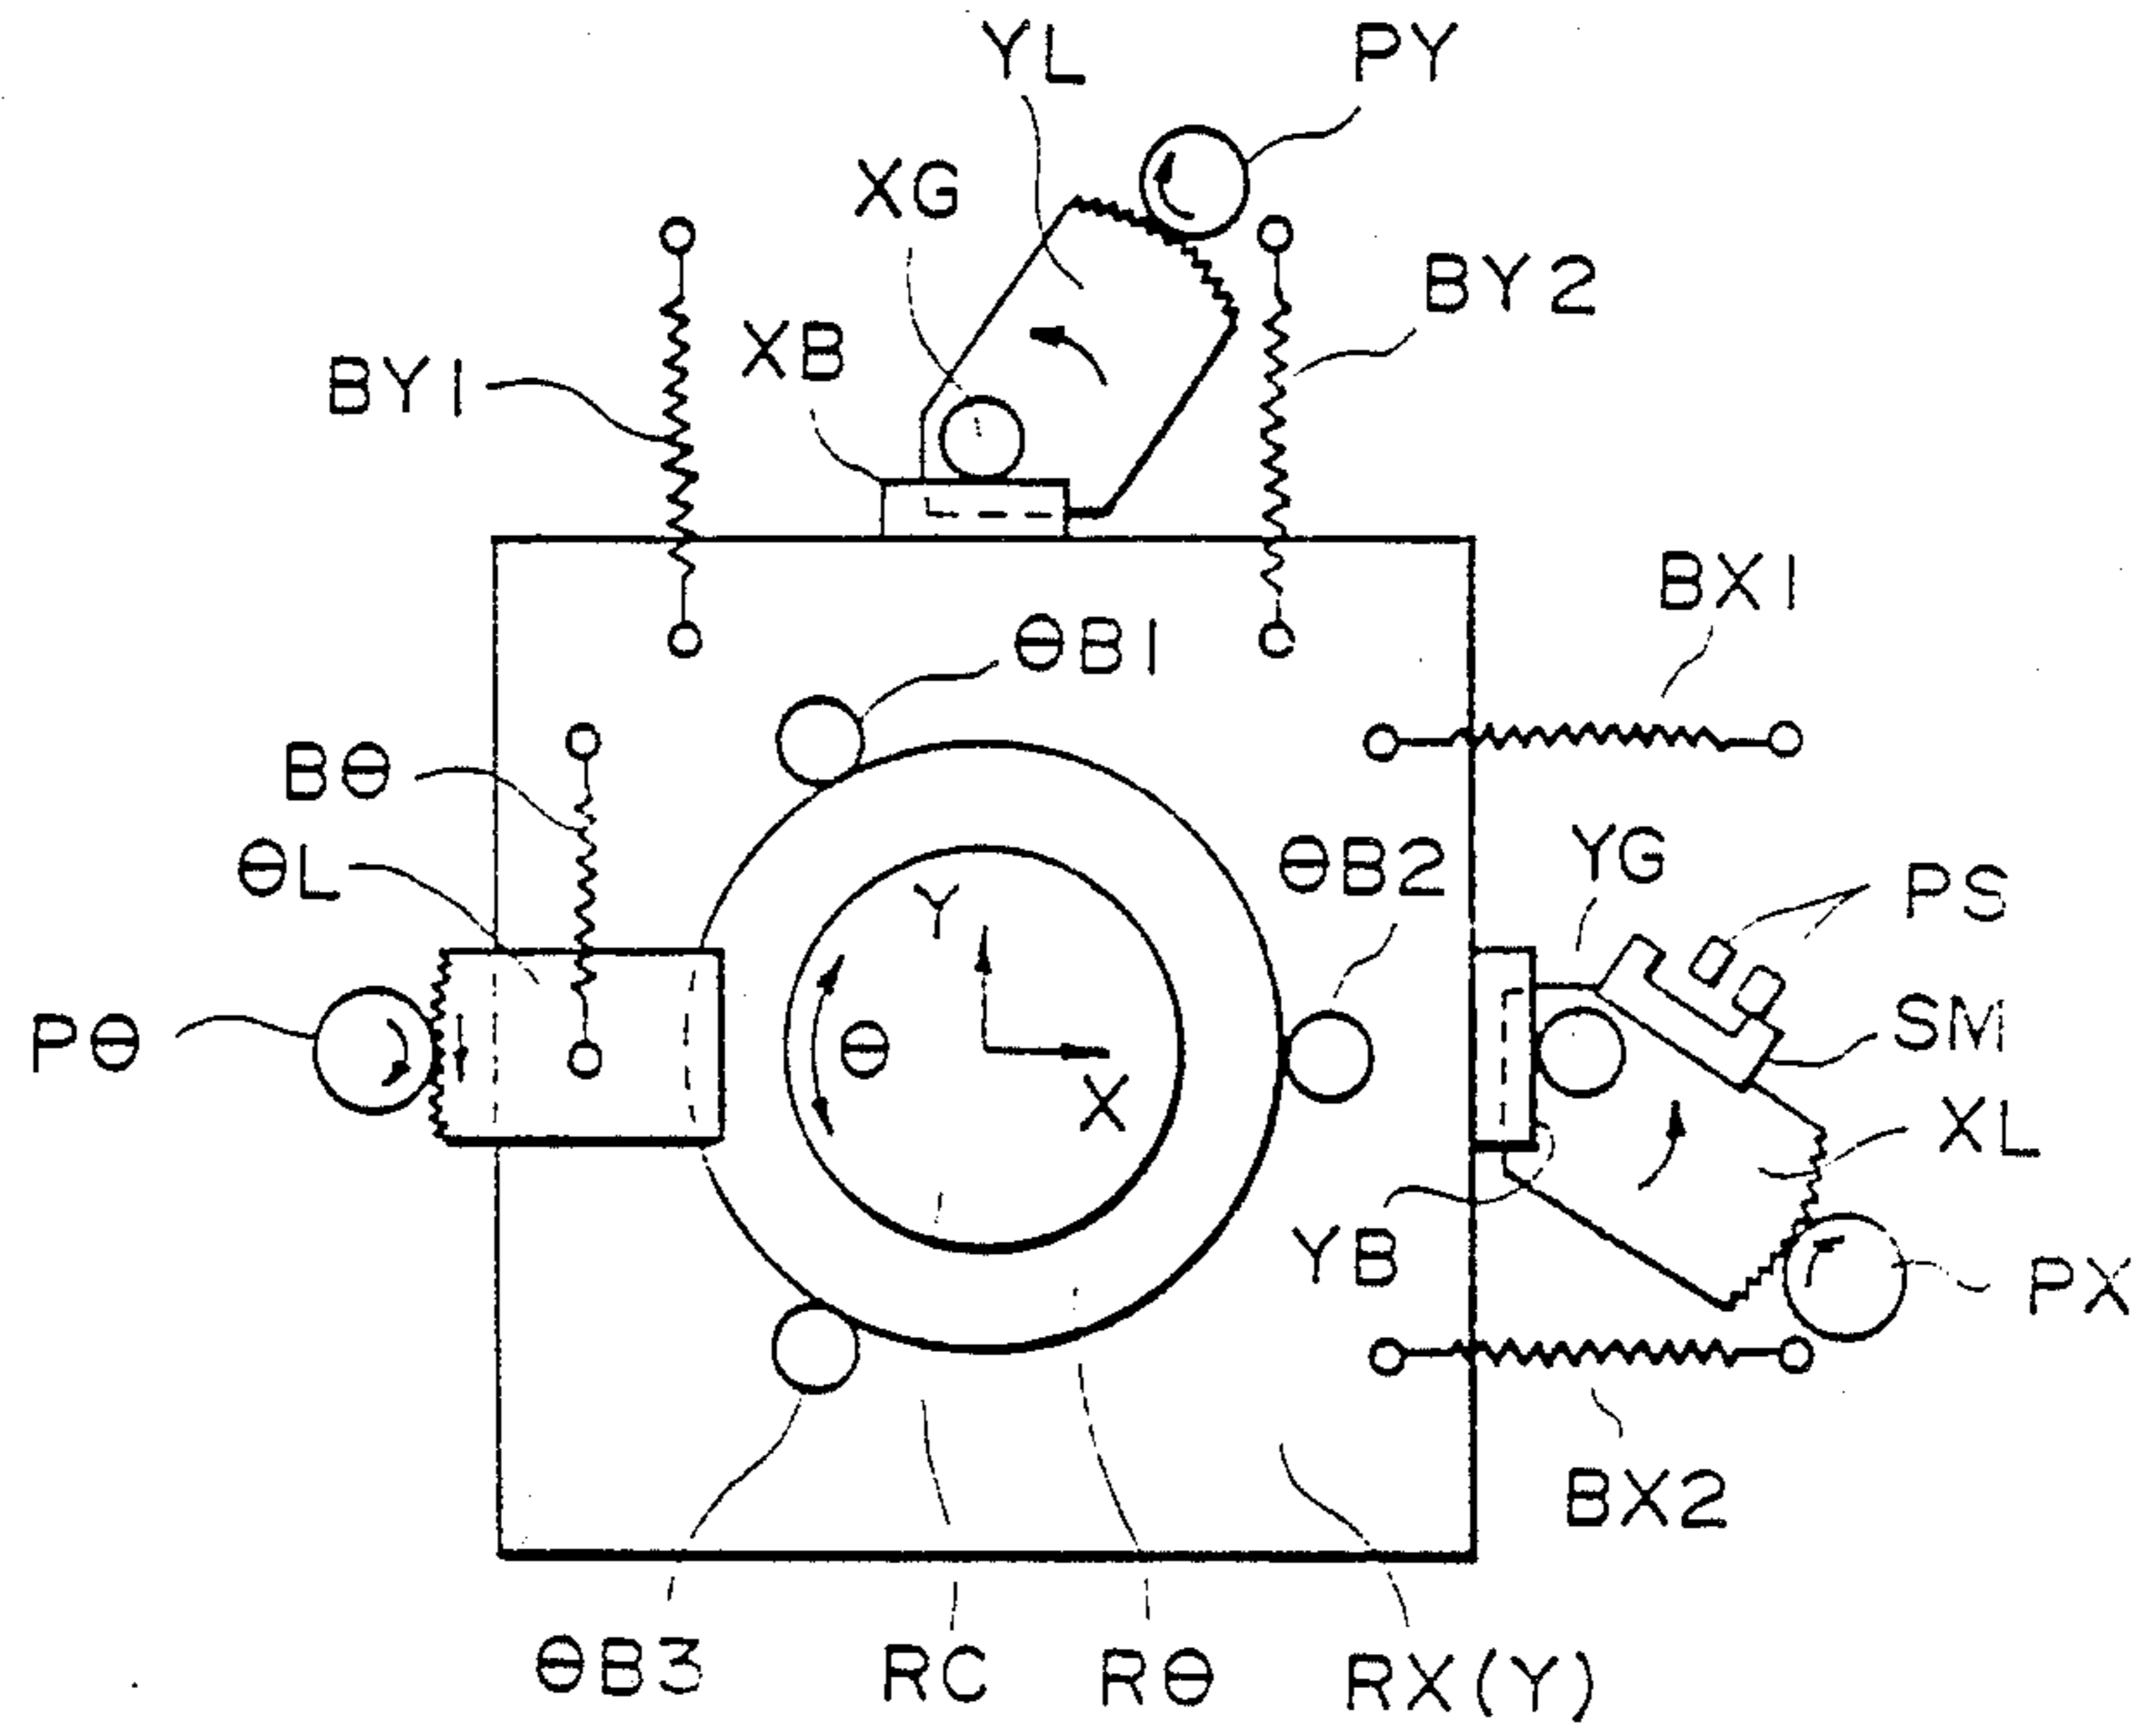 YL
PY
XG
BY2
XB
BY1
BX1
ΘB1
BΘ
YG
ΘB2
ΘL
PS
Y
SM
PΘ
Θ
X
XL
YB
PX
BX2
ΘB3
RC
RΘ
RX(Y)